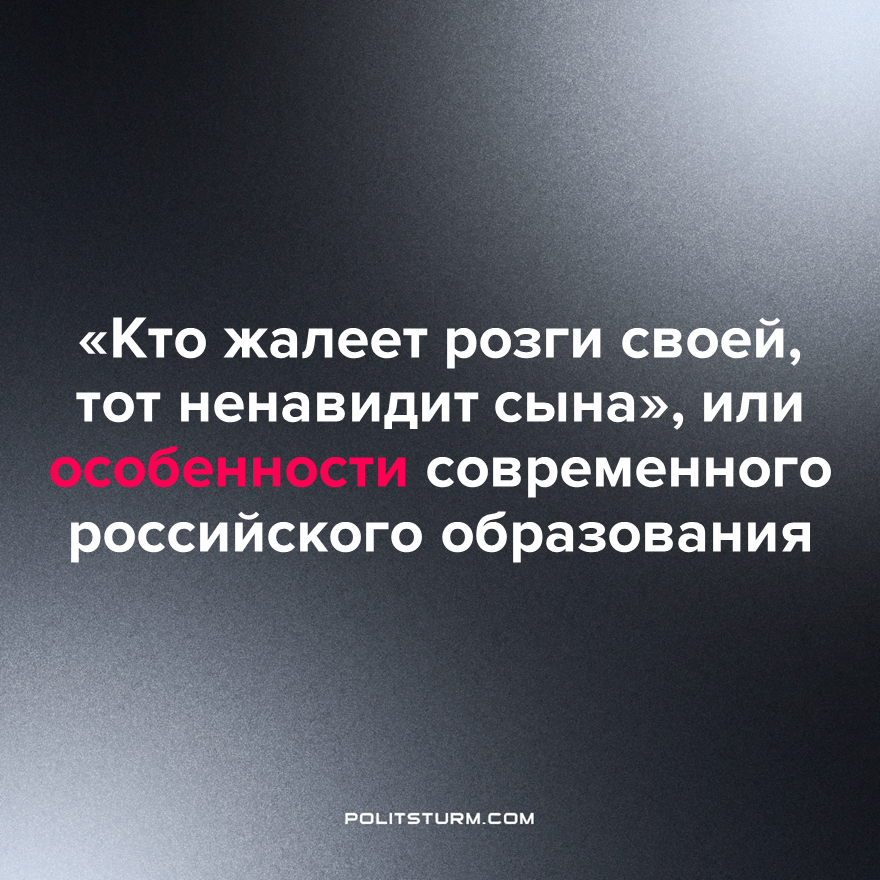 «Кто жалеет розги своей,
тот ненавидит сына», или
особенности современного
российского образования
POLITSTURM.COM